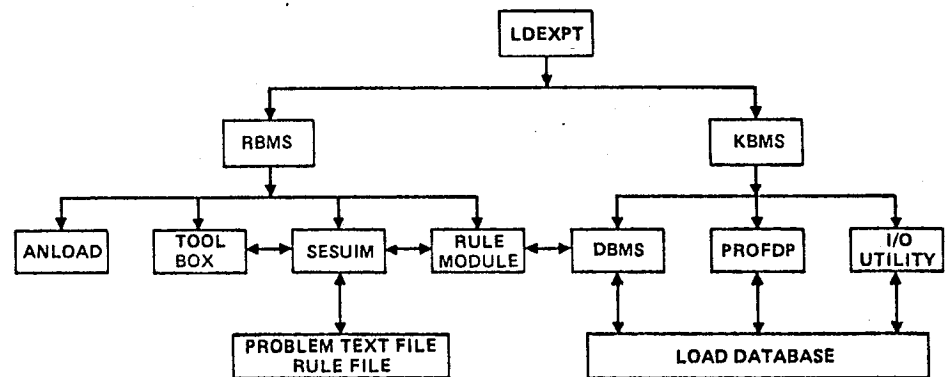 LDEXPT
RBMS
KBMS
ANLOAD
TOOL
BOX
SESUIM
RULE
MODULE
DBMS
PROFDP
I/O
UTILITY
PROBLEM TEXT FILE
RULE FILE
LOAD DATABASE